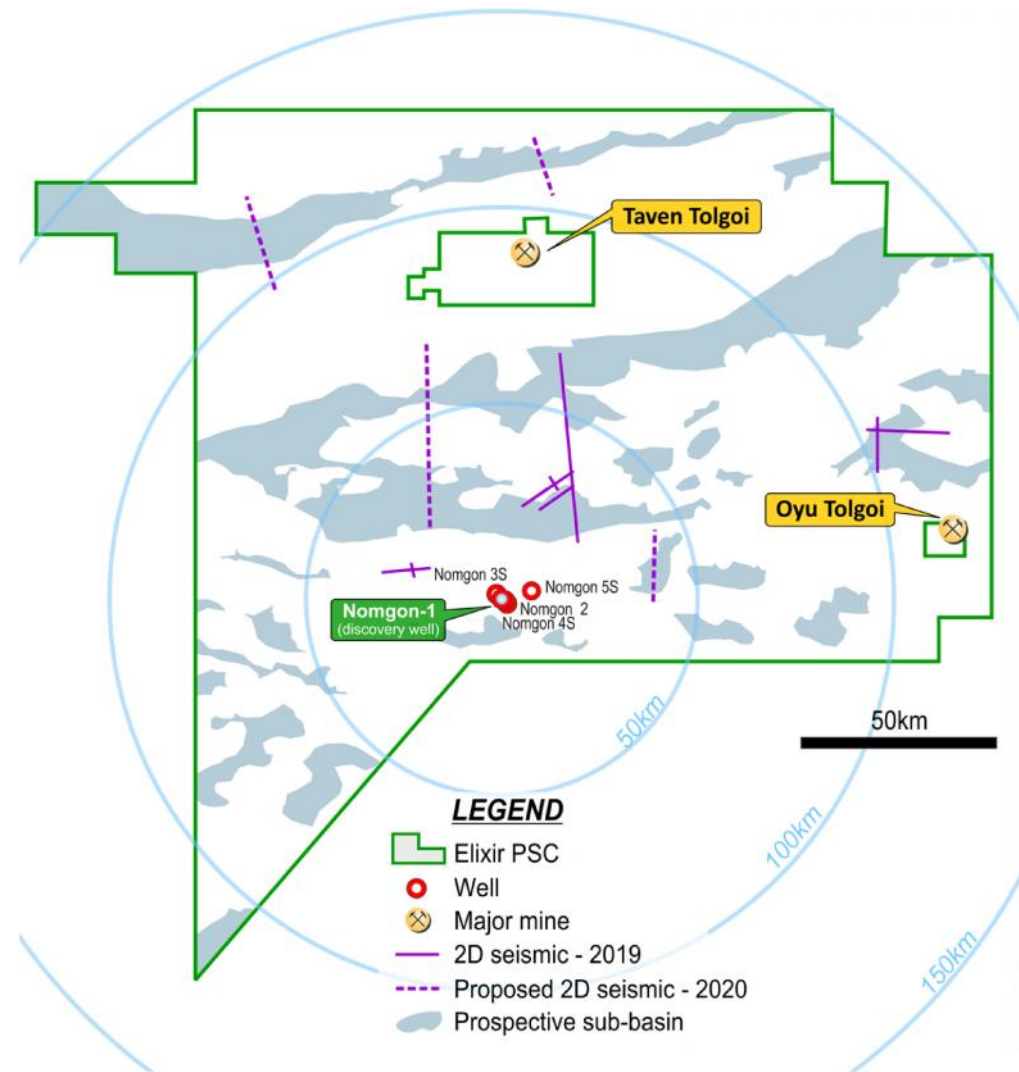 Taven Tolgoi
Oyu Tolgoi
Nomgon 3S
Nomgon 5S
Nomgon-1
(discovery well)
Nomgon 2
Nomgon 4S
50km
50km
100km
150km
LEGEND
Elixir PSC
Well
Major mine
2D seismic - 2019
Proposed 2D seismic - 2020
Prospective sub-basin